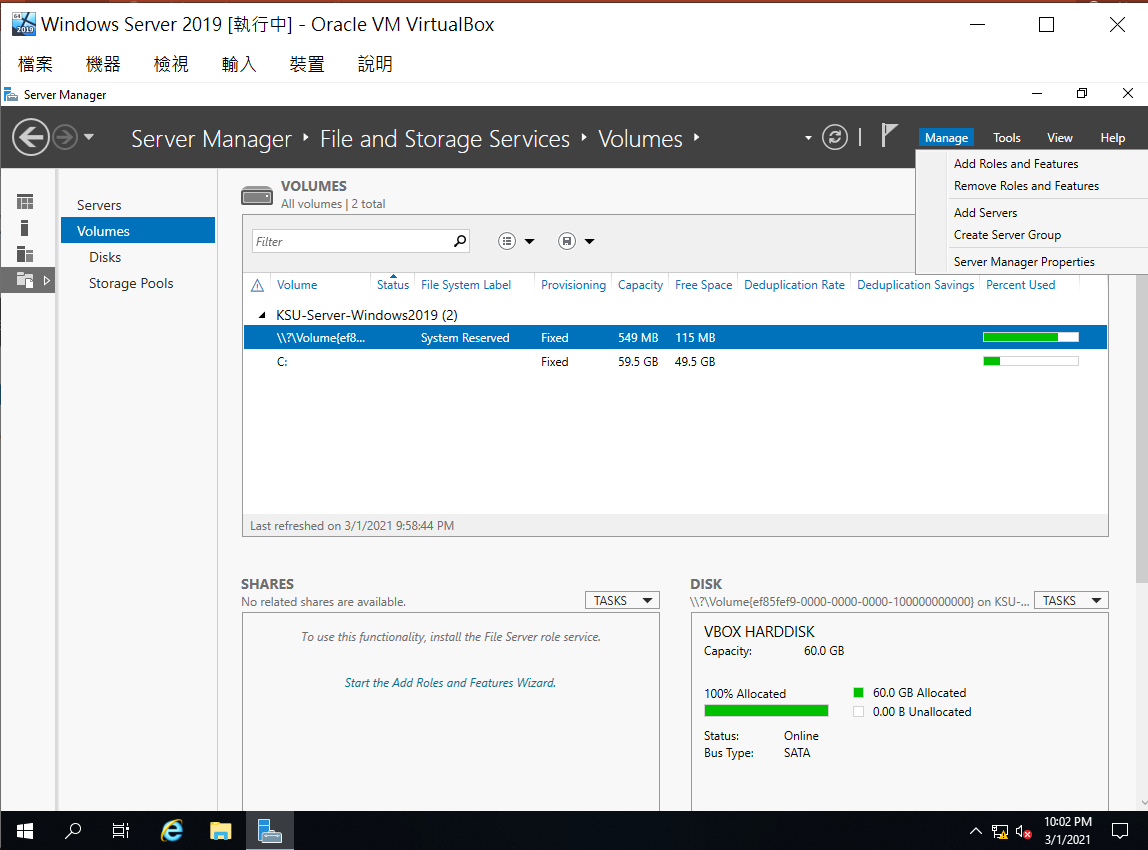 Windows Server 2019 [執行中] - Oracle VM VirtualBox
檔案 機器 檢視 輸入 裝置 說明
Server Manager
Server Manager File and Storage Services Volumes
Manage Tools View Help
Add Roles and Features
Remove Roles and Features
Add Servers
Create Server Group
Server Manager Properties
Servers
Volumes
Disks
Storage Pools
VOLUMES
All volumes | 2 total
Filter
Volume Status File System Label Provisioning Capacity Free Space Deduplication Rate Deduplication Savings Percent Used
KSU-Server-Windows2019 (2)
\\?\Volume{ef8... System Reserved Fixed 549 MB 115 MB
C: Fixed 59.5 GB 49.5 GB
Last refreshed on 3/1/2021 9:58:44 PM
SHARES
No related shares are available.
TASKS
To use this functionality, install the File Server role service.
Start the Add Roles and Features Wizard.
DISK
\\?\Volume{ef85fef9-0000-0000-0000-100000000000} on KSU-...
TASKS
VBOX HARDDISK
Capacity: 60.0 GB
100% Allocated
60.0 GB Allocated
0.00 B Unallocated
Status: Online
Bus Type: SATA
10:02 PM
3/1/2021